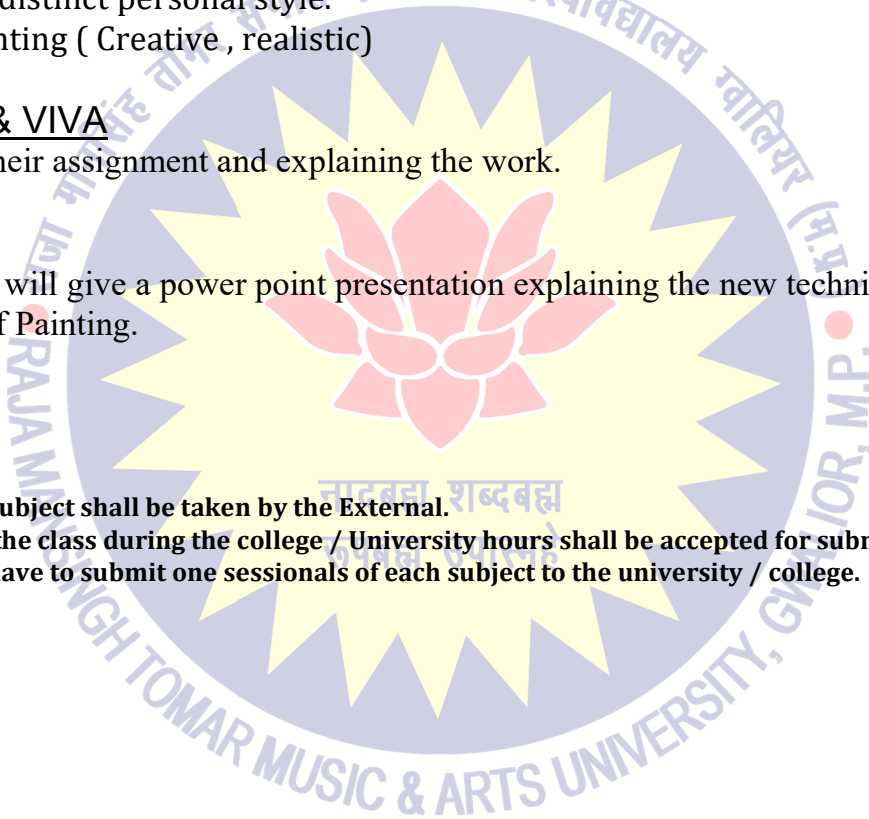 distinct personal style.
nting ( Creative , realistic)
& VIVA
heir assignment and explaining the work.
will give a power point presentation explaining the new techni
f Painting.
ubject shall be taken by the External.
the class during the college / University hours shall be accepted for subm
ave to submit one sessionals of each subject to the university / college.
राजा मानसिंह तोमर
ग्वालियर (म.प्र.)
नादब्रह्म शब्दब्रह्म
RAJA MANSINGH TOMAR MUSIC & ARTS UNIVERSITY, GWALIOR, M.P.